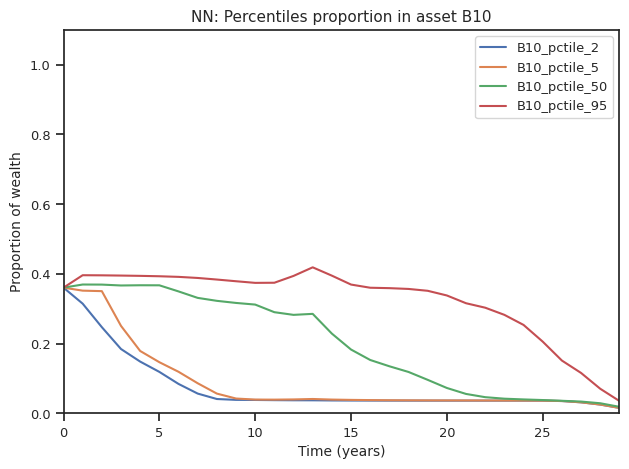 NN: Percentiles proportion in asset B10
B10_pctile_2
B10_pctile_5
B10_pctile_50
B10_pctile_95
Proportion of wealth
1.0
0.8
0.6
0.4
0.2
0.0
0 5 10 15 20 25
Time (years)